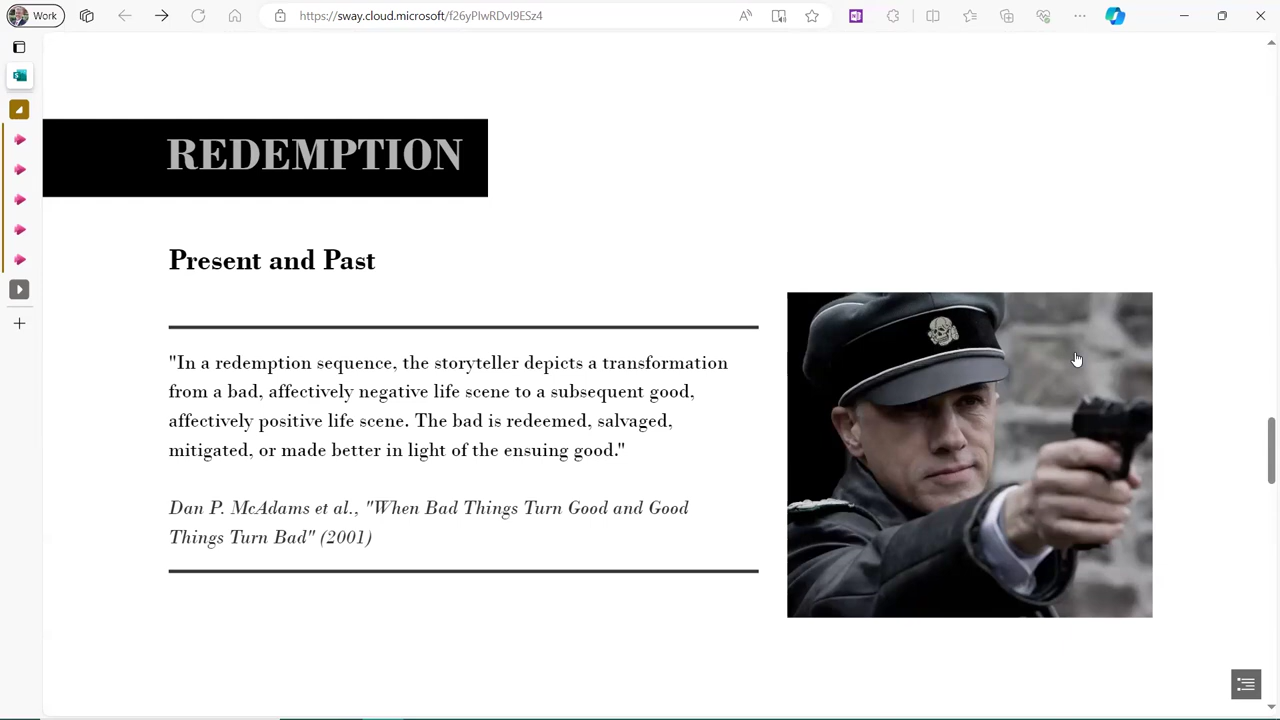 Work
https://sway.cloud.microsoft/f26yPIwRDvI9ESz4
REDEMPTION
Present and Past
"In a redemption sequence, the storyteller depicts a transformation
from a bad, affectively negative life scene to a subsequent good,
affectively positive life scene. The bad is redeemed, salvaged,
mitigated, or made better in light of the ensuing good."
Dan P. McAdams et al., "When Bad Things Turn Good and Good
Things Turn Bad" (2001)